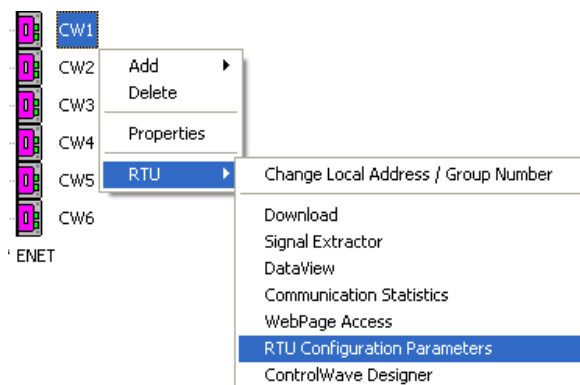 CW1
CW2
CW3
CW4
CW5
CW6
' ENET
Add
Delete
Properties
RTU
Change Local Address / Group Number
Download
Signal Extractor
DataView
Communication Statistics
WebPage Access
RTU Configuration Parameters
ControlWave Designer